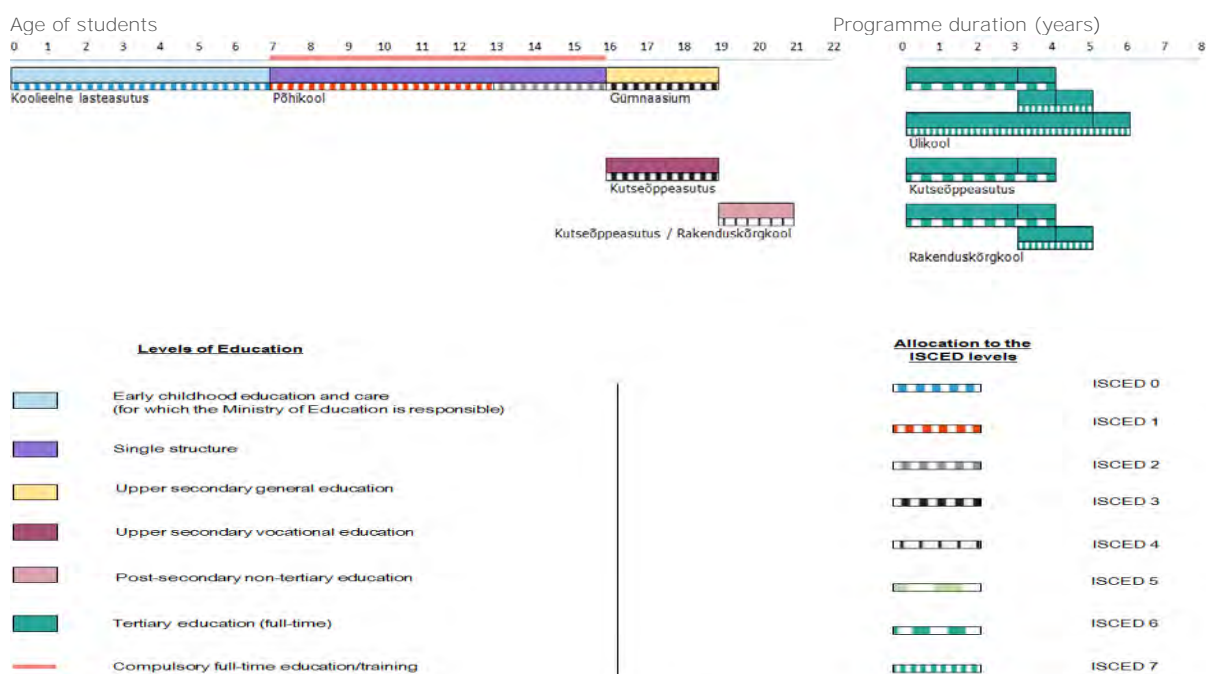 Age of students
Programme duration (years)
0 1 2 3 4 5 6 7 8 9 10 11 12 13 14 15 16 17 18 19 20 21 22
0 1 2 3 4 5 6 7 8
Koolieelne lasteasutus
Põhikool
Gümnaasium
Ülikool
Kutseõppeasutus
Kutseõppeasutus
Kutseõppeasutus / Rakenduskõrgkool
Rakenduskõrgkool
Levels of Education
Early childhood education and care
(for which the Ministry of Education is responsible)
Single structure
Upper secondary general education
Upper secondary vocational education
Post-secondary non-tertiary education
Tertiary education (full-time)
Compulsory full-time education/training
Allocation to the
ISCED levels
ISCED 0
ISCED 1
ISCED 2
ISCED 3
ISCED 4
ISCED 5
ISCED 6
ISCED 7